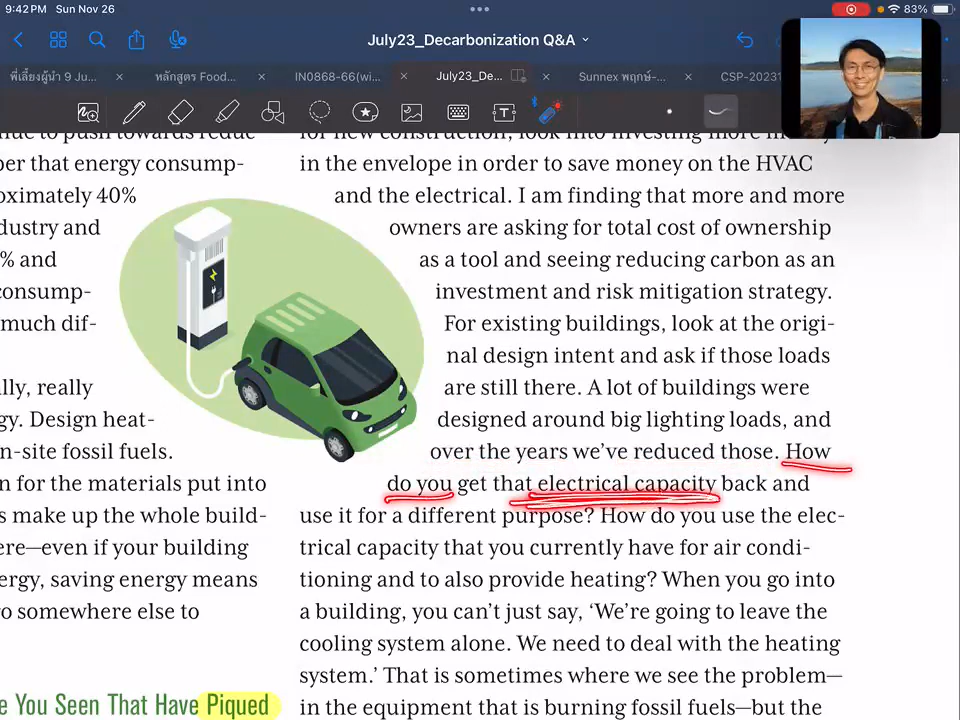 9:42 PM Sun Nov 26
83%
July23_Decarbonization Q&A
พี่เลี้ยงผู้นำ 9 Ju...
หลักสูตร Food...
IN0868-66(wi...
July23_De...
Sunnex พฤกษ์-...
CSP-2023
per that energy consump-
oximately 40%
dustry and
% and
consump-
much dif-
lly, really
gy. Design heat-
n-site fossil fuels.
n for the materials put into
s make up the whole build-
ere—even if your building
ergy, saving energy means
o somewhere else to
e You Seen That Have Piqued
in the envelope in order to save money on the HVAC
and the electrical. I am finding that more and more
owners are asking for total cost of ownership
as a tool and seeing reducing carbon as an
investment and risk mitigation strategy.
For existing buildings, look at the origi-
nal design intent and ask if those loads
are still there. A lot of buildings were
designed around big lighting loads, and
over the years we've reduced those. How
do you get that electrical capacity back and
use it for a different purpose? How do you use the elec-
trical capacity that you currently have for air condi-
tioning and to also provide heating? When you go into
a building, you can't just say, 'We're going to leave the
cooling system alone. We need to deal with the heating
system.' That is sometimes where we see the problem—
in the equipment that is burning fossil fuels—but the